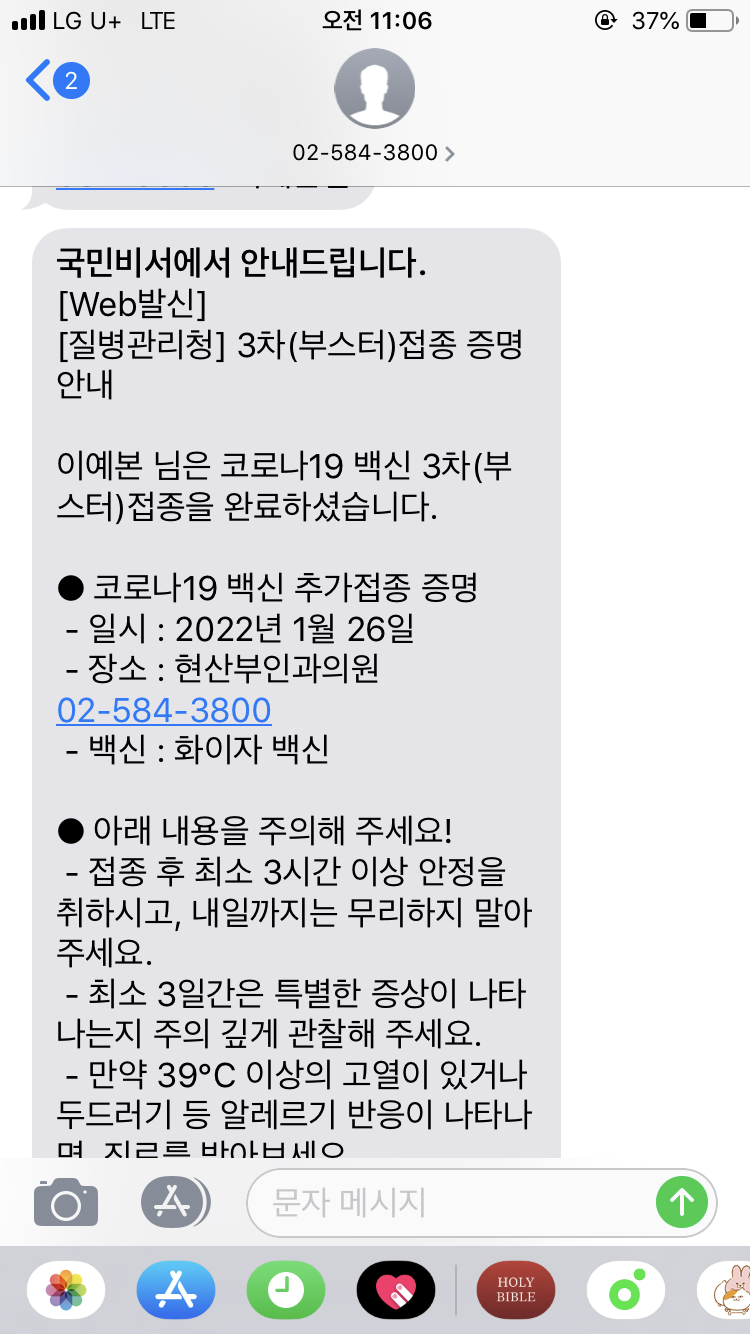 LG U+ LTE 오전 11:06 37%
2
02-584-3800
국민비서에서 안내드립니다.
[Web발신]
[질병관리청] 3차(부스터)접종 증명
안내
이예본 님은 코로나19 백신 3차(부
스터)접종을 완료하셨습니다.
● 코로나19 백신 추가접종 증명
- 일시 : 2022년 1월 26일
- 장소 : 현산부인과의원
02-584-3800
- 백신 : 화이자 백신
● 아래 내용을 주의해 주세요!
- 접종 후 최소 3시간 이상 안정을
취하시고, 내일까지는 무리하지 말아
주세요.
- 최소 3일간은 특별한 증상이 나타
나는지 주의 깊게 관찰해 주세요.
- 만약 39°C 이상의 고열이 있거나
두드러기 등 알레르기 반응이 나타나
면, 진료를 받아보세요
문자 메시지
HOLY
BIBLE